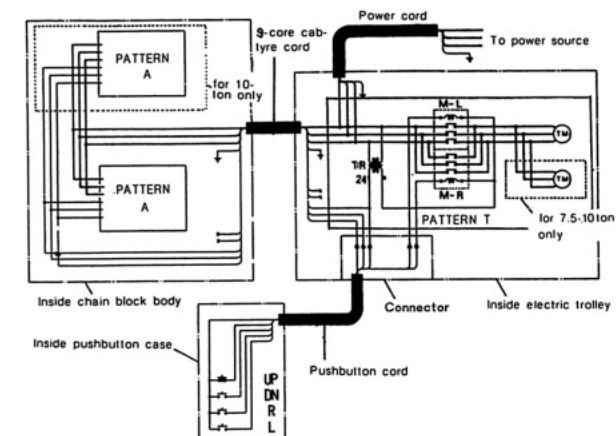 Power cord
9-core cab-
tyre cord
To power source
PATTERN
A
for 10-
ton only
M-L
TM
T·R
24
TM
M-R
.PATTERN
A
PATTERN T
for 7.5-.10ton
only
Inside chain block body
Connector
Inside electric trolley
Inside pushbutton case
Pushbutton cord
UP
DN
R
L